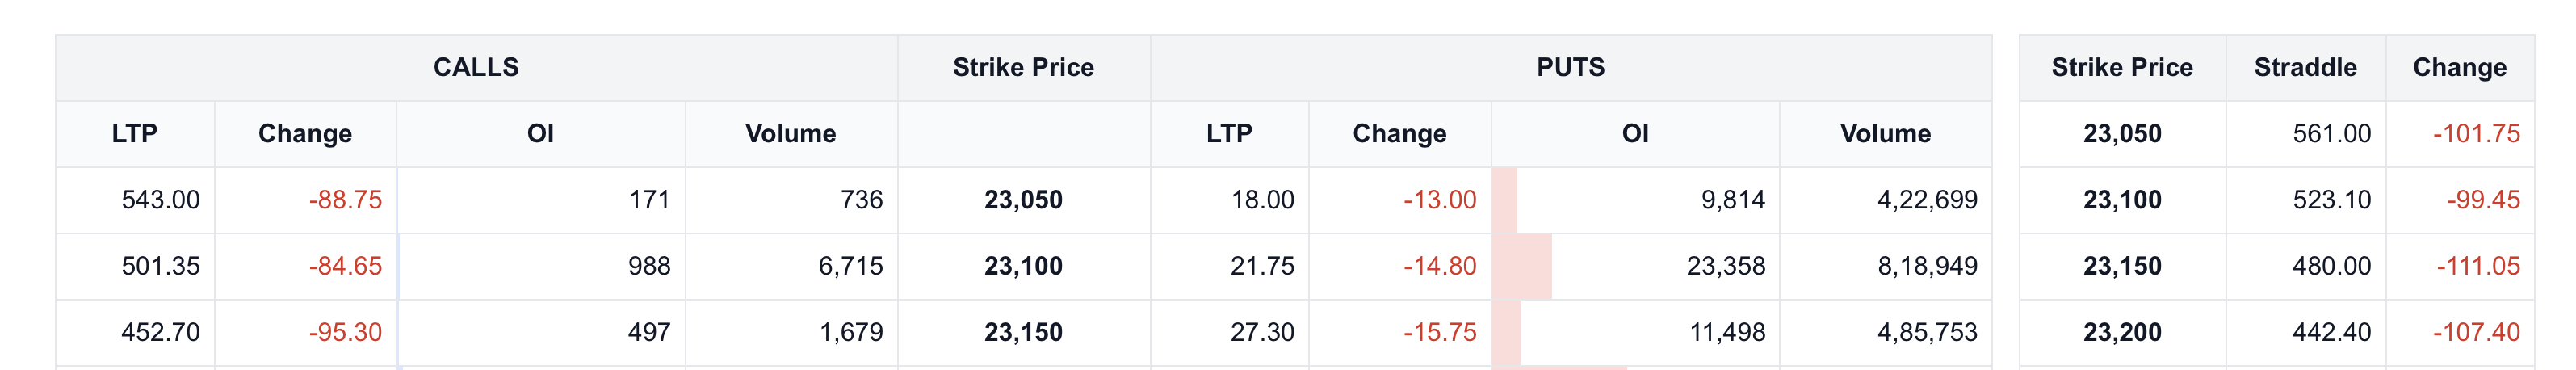 CALLS Strike Price PUTS Strike Price Straddle Change
LTP Change OI Volume LTP Change OI Volume 23,050 561.00 -101.75
543.00 -88.75 171 736 23,050 18.00 -13.00 9,814 4,22,699 23,100 523.10 -99.45
501.35 -84.65 988 6,715 23,100 21.75 -14.80 23,358 8,18,949 23,150 480.00 -111.05
452.70 -95.30 497 1,679 23,150 27.30 -15.75 11,498 4,85,753 23,200 442.40 -107.40